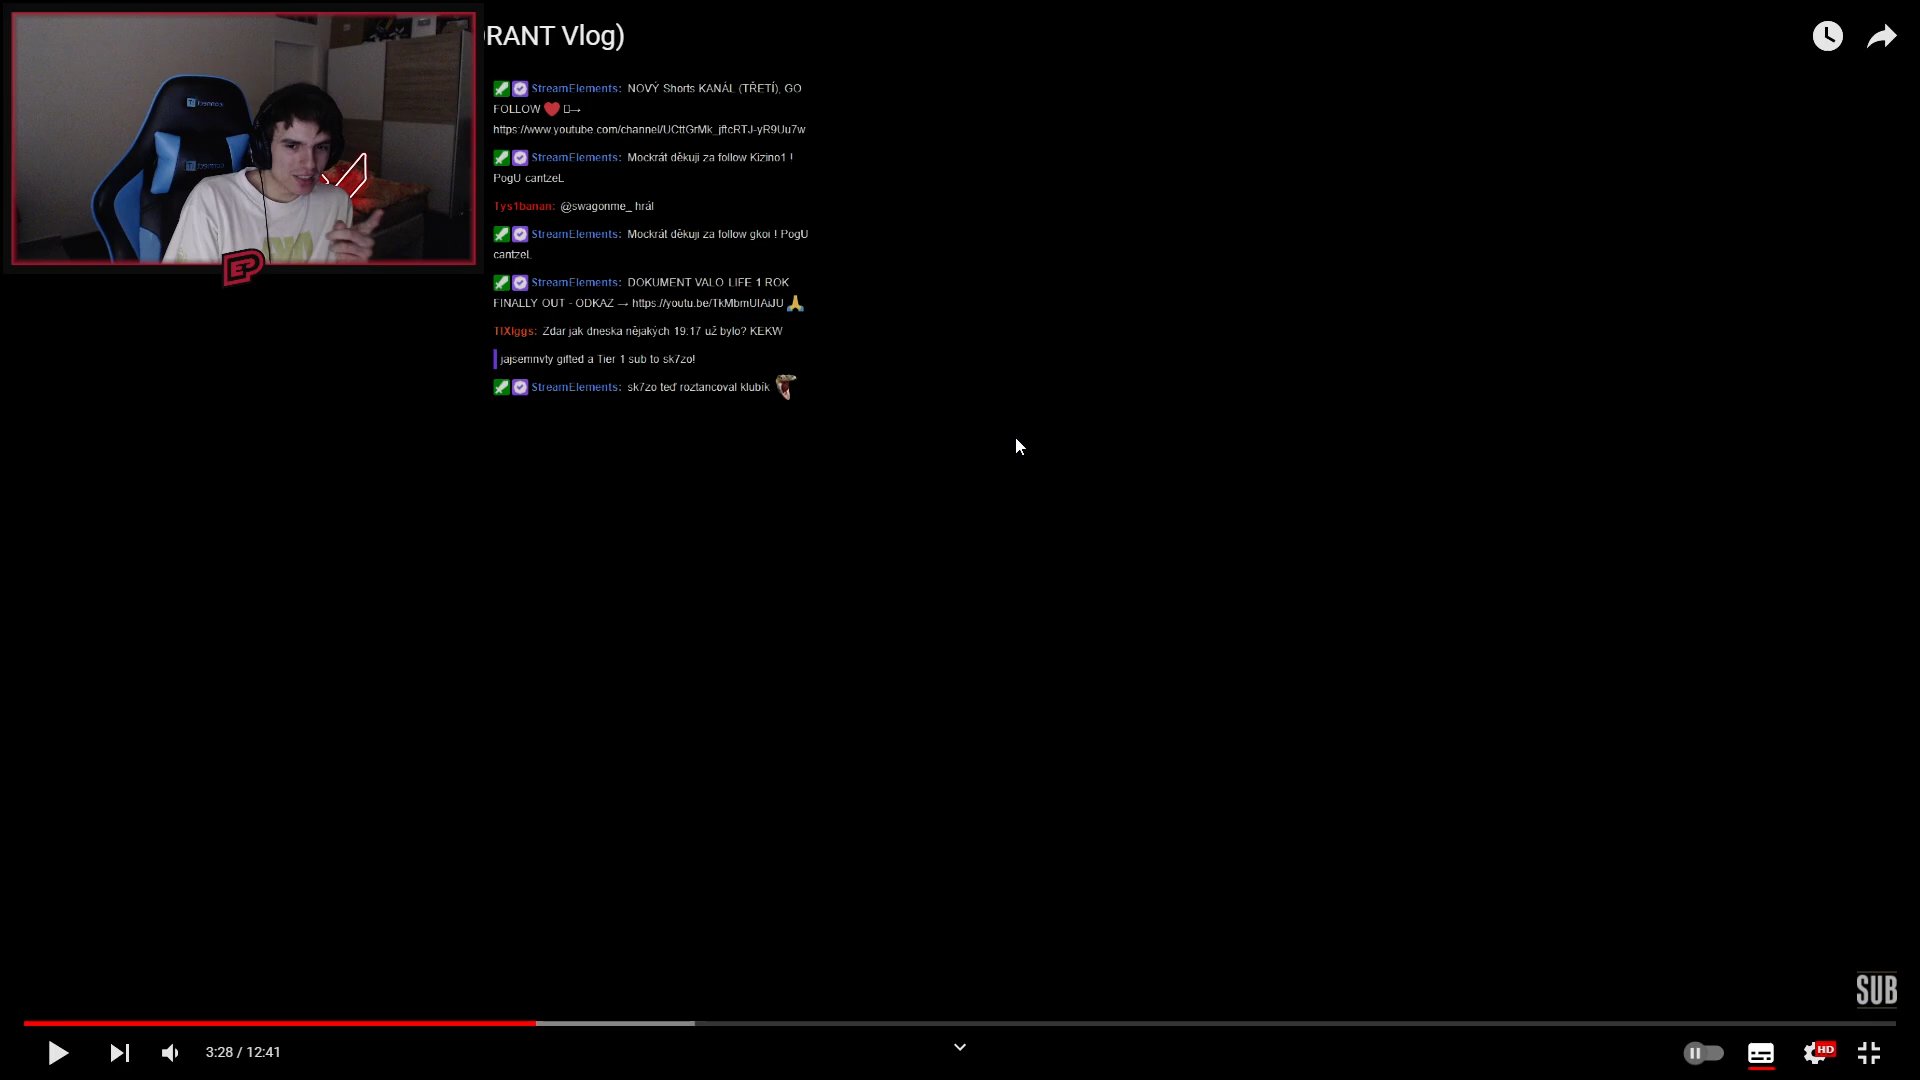 RANT Vlog)
StreamElements: NOVÝ Shorts KANÁL (TŘETÍ), GO
FOLLOW ❤️ →
https://www.youtube.com/channel/UCttGrMk_jftcRTJ-yR9Uu7w
StreamElements: Mockrát děkuji za follow Kizino1 !
PogU cantzeL
Tys1banan: @swagonme_ hrál
StreamElements: Mockrát děkuji za follow gkoi ! PogU
cantzeL
StreamElements: DOKUMENT VALO LIFE 1 ROK
FINALLY OUT - ODKAZ → https://youtu.be/TkMbmUIAiJU 🙏
TIXIggs: Zdar jak dneska nějakých 19:17 už bylo? KEKW
jajsemnvty gifted a Tier 1 sub to sk7zo!
StreamElements: sk7zo teď roztancoval klubík
EP
SUB
3:28 / 12:41
HD